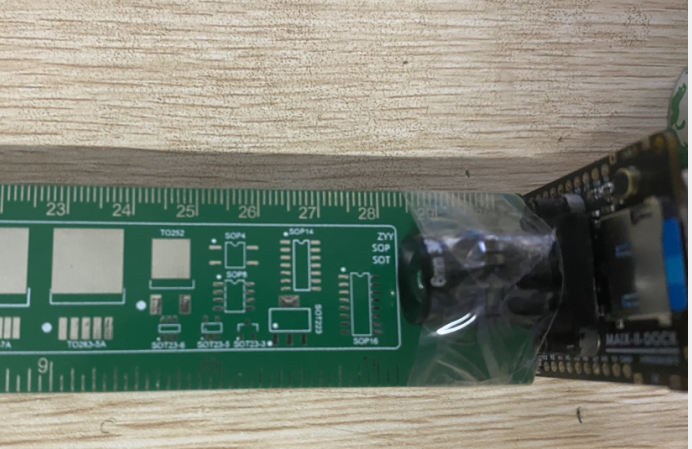 23 24 25 26 27 28
TO252
SOP4
SOP14
ZYY
SOP
SOT
SOP8
SOT223
7A
TO263-5A
SOT23-6
SOT23-5
SOT23-3
SOP16
MAIX-II-DOCK
9